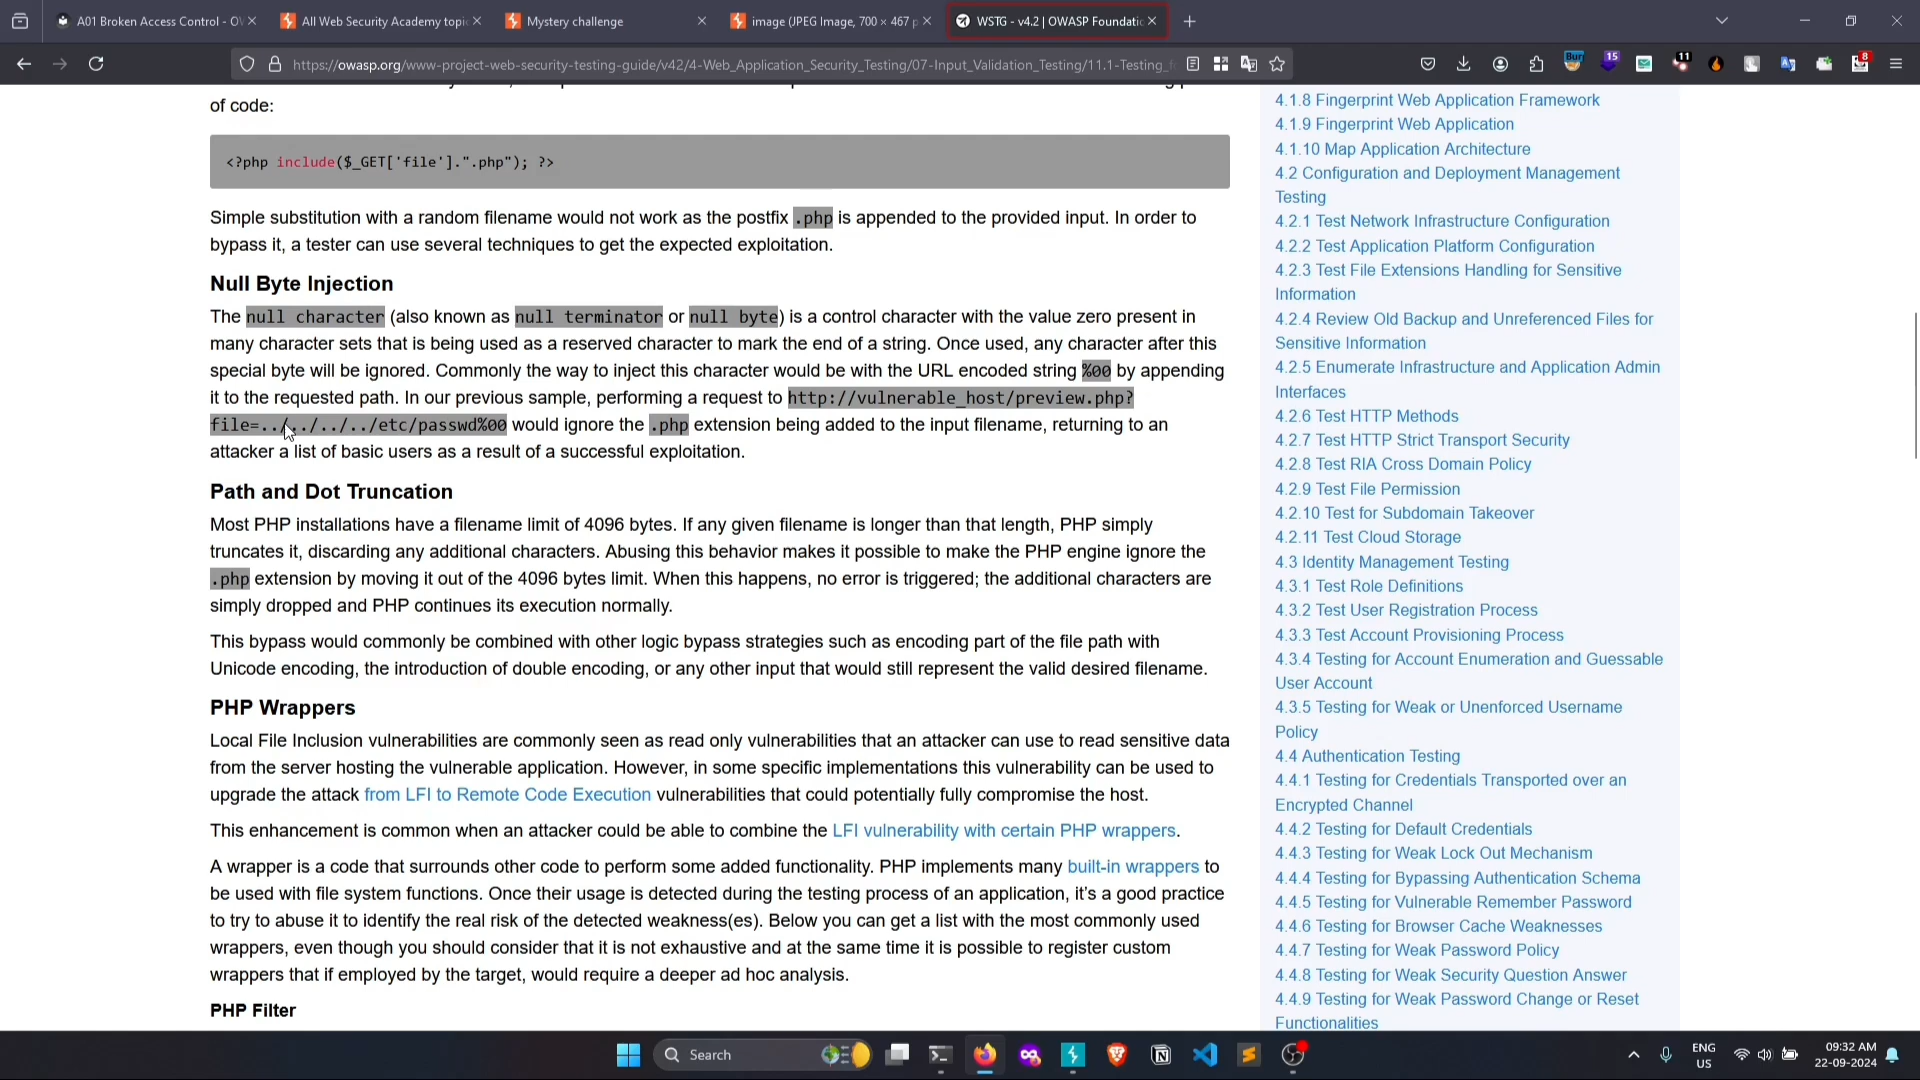 A01 Broken Access Control - O
All Web Security Academy topi
Mystery challenge
image (JPEG Image, 700 × 467 p
WSTG - v4.2 | OWASP Foundatio
https://owasp.org/www-project-web-security-testing-guide/v42/4-Web_Application_Security_Testing/07-Input_Validation_Testing/11.1-Testing_f
Bur
15
11
8
of code:
<?php include($_GET['file'].".php"); ?>
Simple substitution with a random filename would not work as the postfix .php is appended to the provided input. In order to
bypass it, a tester can use several techniques to get the expected exploitation.
Null Byte Injection
The null character (also known as null terminator or null byte) is a control character with the value zero present in
many character sets that is being used as a reserved character to mark the end of a string. Once used, any character after this
special byte will be ignored. Commonly the way to inject this character would be with the URL encoded string %00 by appending
it to the requested path. In our previous sample, performing a request to http://vulnerable_host/preview.php?
file=../../../../etc/passwd%00 would ignore the .php extension being added to the input filename, returning to an
attacker a list of basic users as a result of a successful exploitation.
Path and Dot Truncation
Most PHP installations have a filename limit of 4096 bytes. If any given filename is longer than that length, PHP simply
truncates it, discarding any additional characters. Abusing this behavior makes it possible to make the PHP engine ignore the
.php extension by moving it out of the 4096 bytes limit. When this happens, no error is triggered; the additional characters are
simply dropped and PHP continues its execution normally.
This bypass would commonly be combined with other logic bypass strategies such as encoding part of the file path with
Unicode encoding, the introduction of double encoding, or any other input that would still represent the valid desired filename.
PHP Wrappers
Local File Inclusion vulnerabilities are commonly seen as read only vulnerabilities that an attacker can use to read sensitive data
from the server hosting the vulnerable application. However, in some specific implementations this vulnerability can be used to
upgrade the attack from LFI to Remote Code Execution vulnerabilities that could potentially fully compromise the host.
This enhancement is common when an attacker could be able to combine the LFI vulnerability with certain PHP wrappers.
A wrapper is a code that surrounds other code to perform some added functionality. PHP implements many built-in wrappers to
be used with file system functions. Once their usage is detected during the testing process of an application, it's a good practice
to try to abuse it to identify the real risk of the detected weakness(es). Below you can get a list with the most commonly used
wrappers, even though you should consider that it is not exhaustive and at the same time it is possible to register custom
wrappers that if employed by the target, would require a deeper ad hoc analysis.
PHP Filter
4.1.8 Fingerprint Web Application Framework
4.1.9 Fingerprint Web Application
4.1.10 Map Application Architecture
4.2 Configuration and Deployment Management
Testing
4.2.1 Test Network Infrastructure Configuration
4.2.2 Test Application Platform Configuration
4.2.3 Test File Extensions Handling for Sensitive
Information
4.2.4 Review Old Backup and Unreferenced Files for
Sensitive Information
4.2.5 Enumerate Infrastructure and Application Admin
Interfaces
4.2.6 Test HTTP Methods
4.2.7 Test HTTP Strict Transport Security
4.2.8 Test RIA Cross Domain Policy
4.2.9 Test File Permission
4.2.10 Test for Subdomain Takeover
4.2.11 Test Cloud Storage
4.3 Identity Management Testing
4.3.1 Test Role Definitions
4.3.2 Test User Registration Process
4.3.3 Test Account Provisioning Process
4.3.4 Testing for Account Enumeration and Guessable
User Account
4.3.5 Testing for Weak or Unenforced Username
Policy
4.4 Authentication Testing
4.4.1 Testing for Credentials Transported over an
Encrypted Channel
4.4.2 Testing for Default Credentials
4.4.3 Testing for Weak Lock Out Mechanism
4.4.4 Testing for Bypassing Authentication Schema
4.4.5 Testing for Vulnerable Remember Password
4.4.6 Testing for Browser Cache Weaknesses
4.4.7 Testing for Weak Password Policy
4.4.8 Testing for Weak Security Question Answer
4.4.9 Testing for Weak Password Change or Reset
Functionalities
Search
ENG
US
09:32 AM
22-09-2024